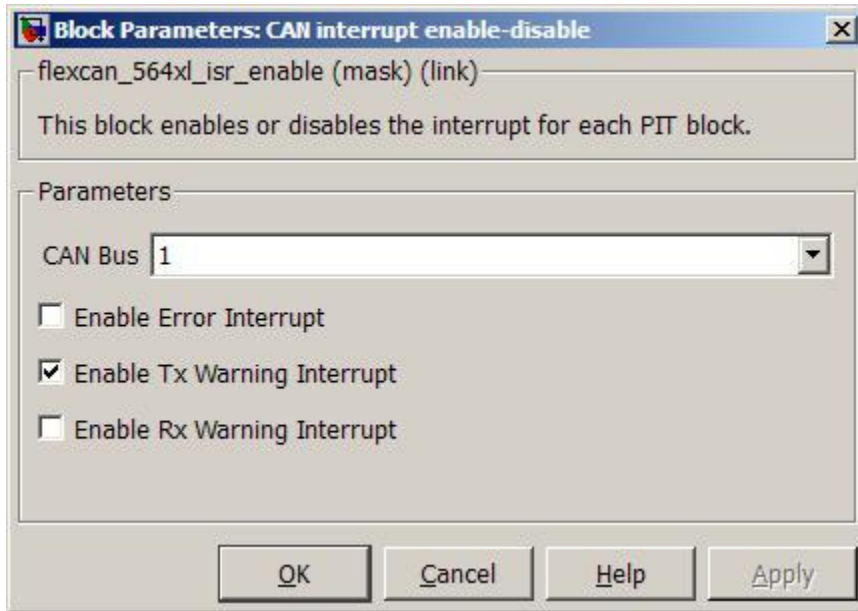 Block Parameters: CAN interrupt enable-disable
flexcan_564xl_isr_enable (mask) (link)
This block enables or disables the interrupt for each PIT block.
Parameters
CAN Bus 1
Enable Error Interrupt
Enable Tx Warning Interrupt
Enable Rx Warning Interrupt
OK Cancel Help Apply